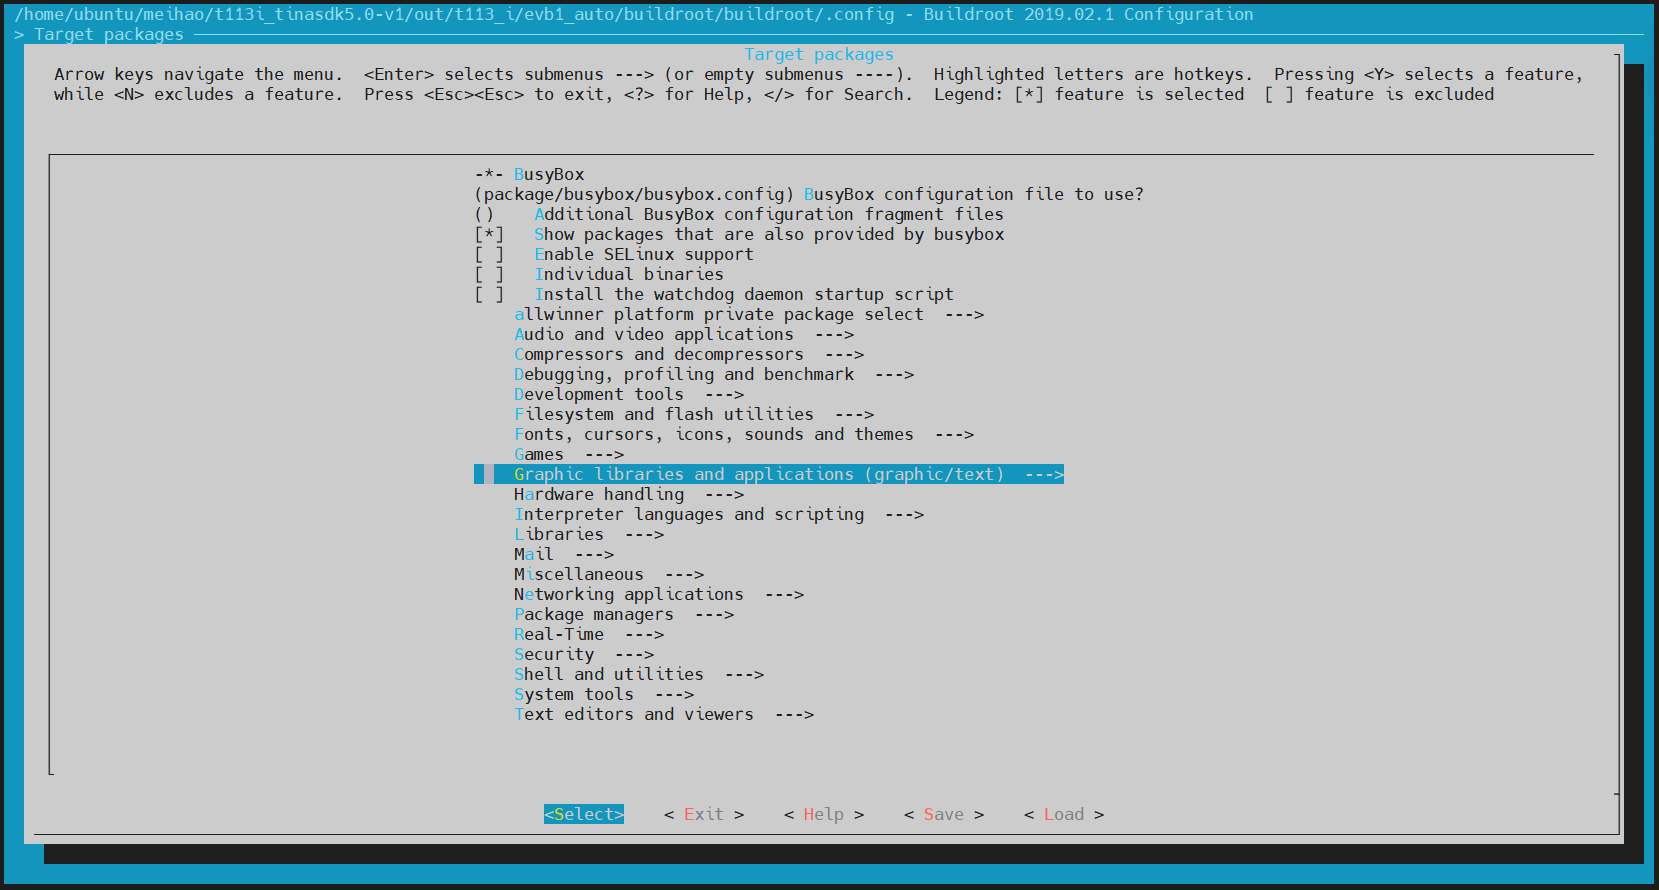 /home/ubuntu/meihao/t113i_tinasdk5.0-v1/out/t113_i/evb1_auto/buildroot/buildroot/.config - Buildroot 2019.02.1 Configuration
> Target packages
Target packages
Arrow keys navigate the menu.  <Enter> selects submenus ---> (or empty submenus ----).  Highlighted letters are hotkeys.  Pressing <Y> selects a feature,
while <N> excludes a feature.  Press <Esc><Esc> to exit, <?> for Help, </> for Search.  Legend: [*] feature is selected  [ ] feature is excluded
-*- BusyBox
(package/busybox/busybox.config) BusyBox configuration file to use?
()    Additional BusyBox configuration fragment files
[*]   Show packages that are also provided by busybox
[ ]   Enable SELinux support
[ ]   Individual binaries
[ ]   Install the watchdog daemon startup script
allwinner platform private package select  --->
Audio and video applications  --->
Compressors and decompressors  --->
Debugging, profiling and benchmark  --->
Development tools  --->
Filesystem and flash utilities  --->
Fonts, cursors, icons, sounds and themes  --->
Games  --->
Graphic libraries and applications (graphic/text)  --->
Hardware handling  --->
Interpreter languages and scripting  --->
Libraries  --->
Mail  --->
Miscellaneous  --->
Networking applications  --->
Package managers  --->
Real-Time  --->
Security  --->
Shell and utilities  --->
System tools  --->
Text editors and viewers  --->
<Select>    < Exit >    < Help >    < Save >    < Load >